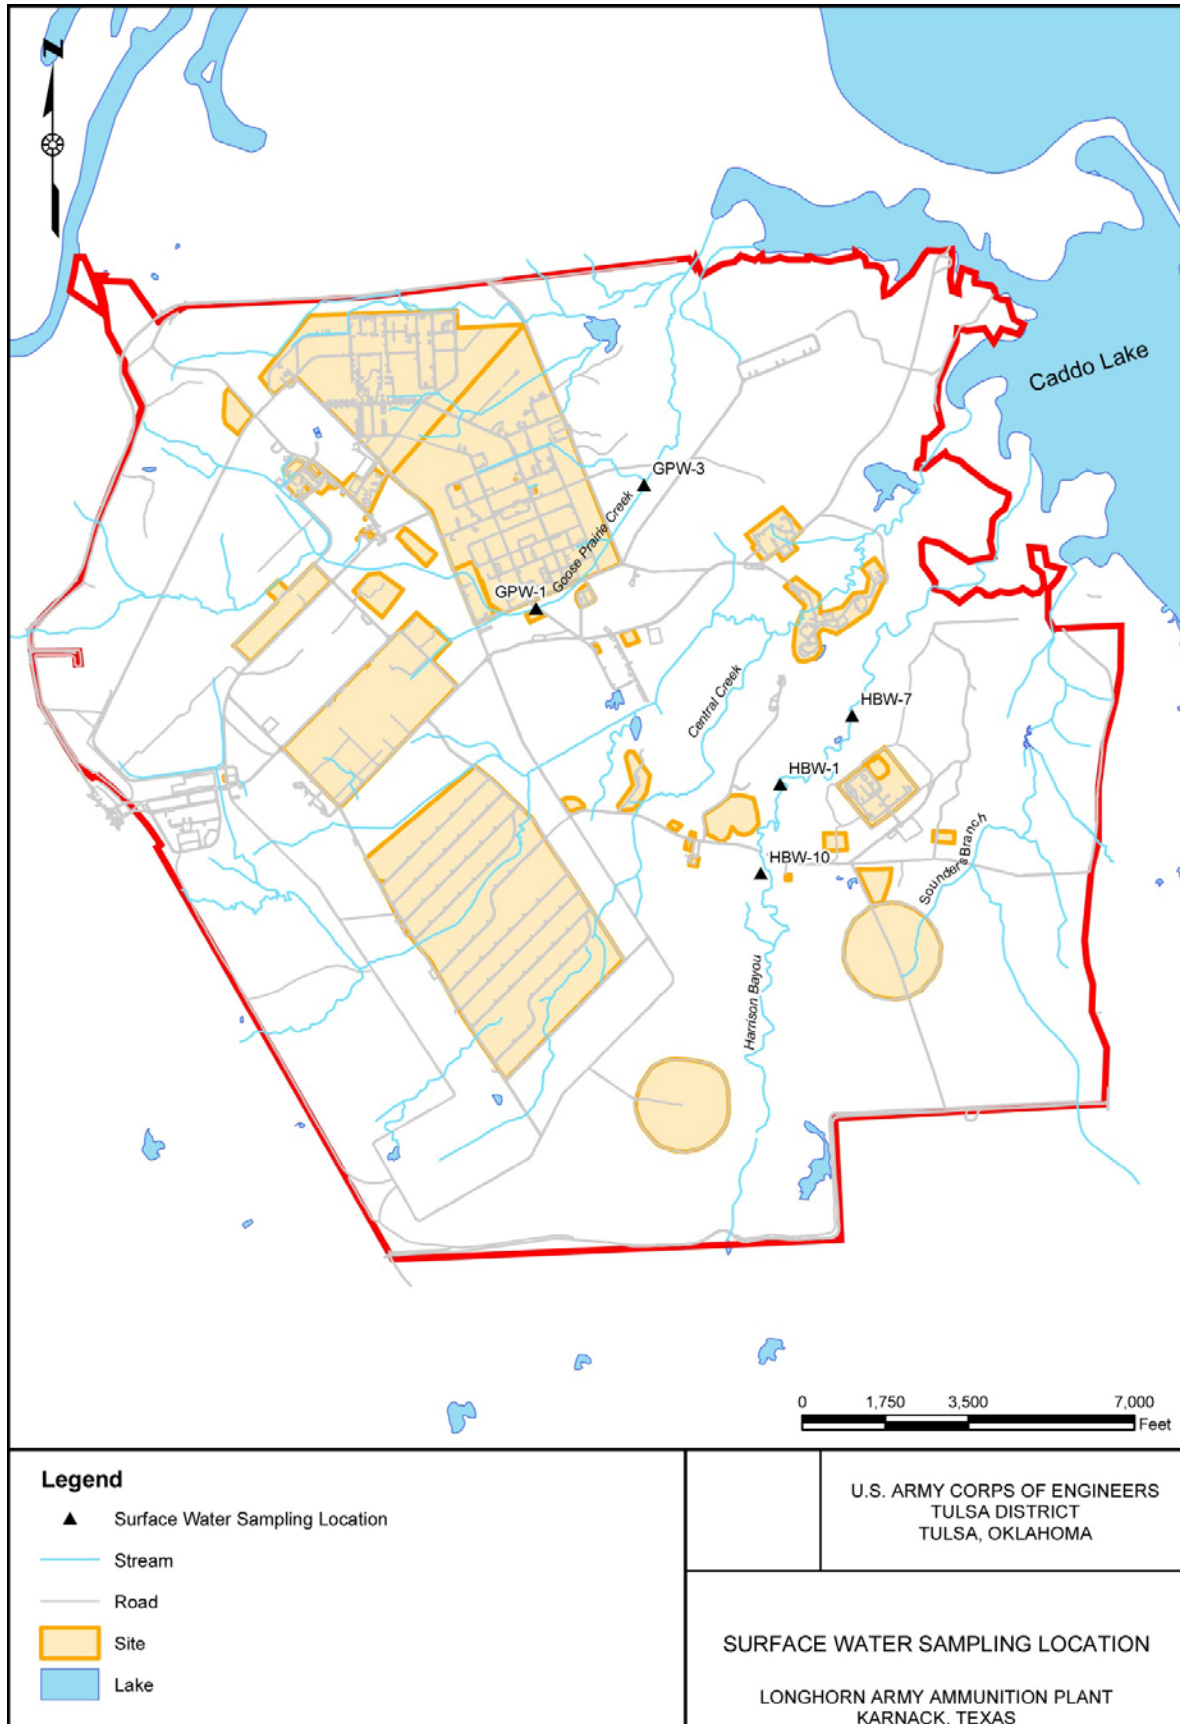 N
Caddo Lake
GPW-3
Goose Prairie Creek
GPW-1
Central Creek
HBW-7
HBW-1
HBW-10
Sounders Branch
Harrison Bayou
0 1,750 3,500 7,000
Feet
Legend
Surface Water Sampling Location
Stream
Road
Site
Lake
U.S. ARMY CORPS OF ENGINEERS
TULSA DISTRICT
TULSA, OKLAHOMA
SURFACE WATER SAMPLING LOCATION
LONGHORN ARMY AMMUNITION PLANT
KARNACK, TEXAS